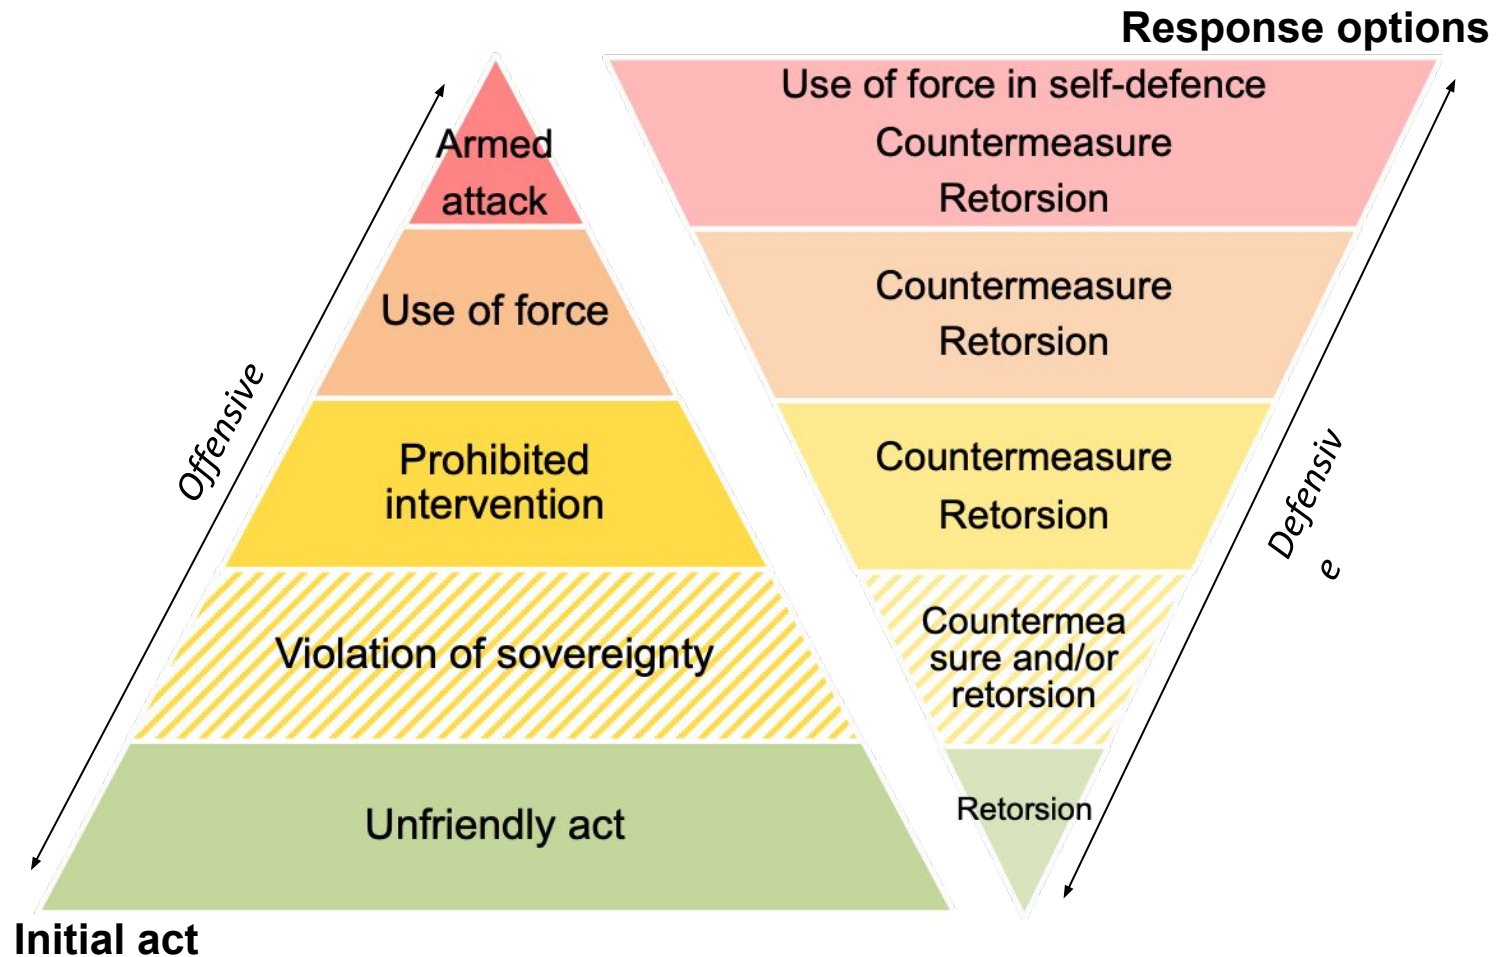 Response options
Armed
attack
Use of force
Prohibited
intervention
Violation of sovereignty
Unfriendly act
Offensive
Initial act
Use of force in self-defence
Countermeasure
Retorsion
Countermeasure
Retorsion
Countermeasure
Retorsion
Countermea
sure and/or
retorsion
Retorsion
Defensiv
e